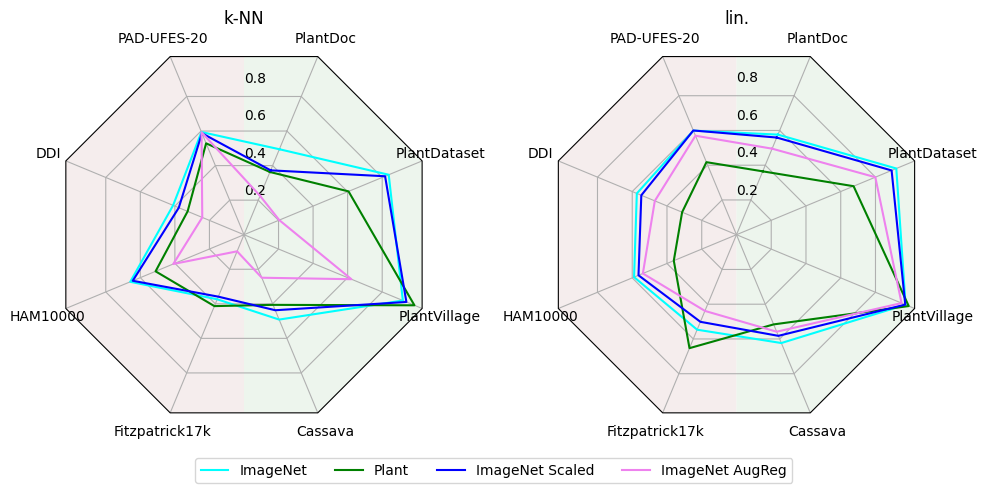 k-NN
lin.
PAD-UFES-20
PlantDoc
PAD-UFES-20
PlantDoc
0.8
0.8
0.6
0.6
DDI
0.4
PlantDataset
DDI
0.4
PlantDataset
0.2
0.2
HAM10000
PlantVillage
HAM10000
PlantVillage
Fitzpatrick17k
Cassava
Fitzpatrick17k
Cassava
ImageNet
Plant
ImageNet Scaled
ImageNet AugReg